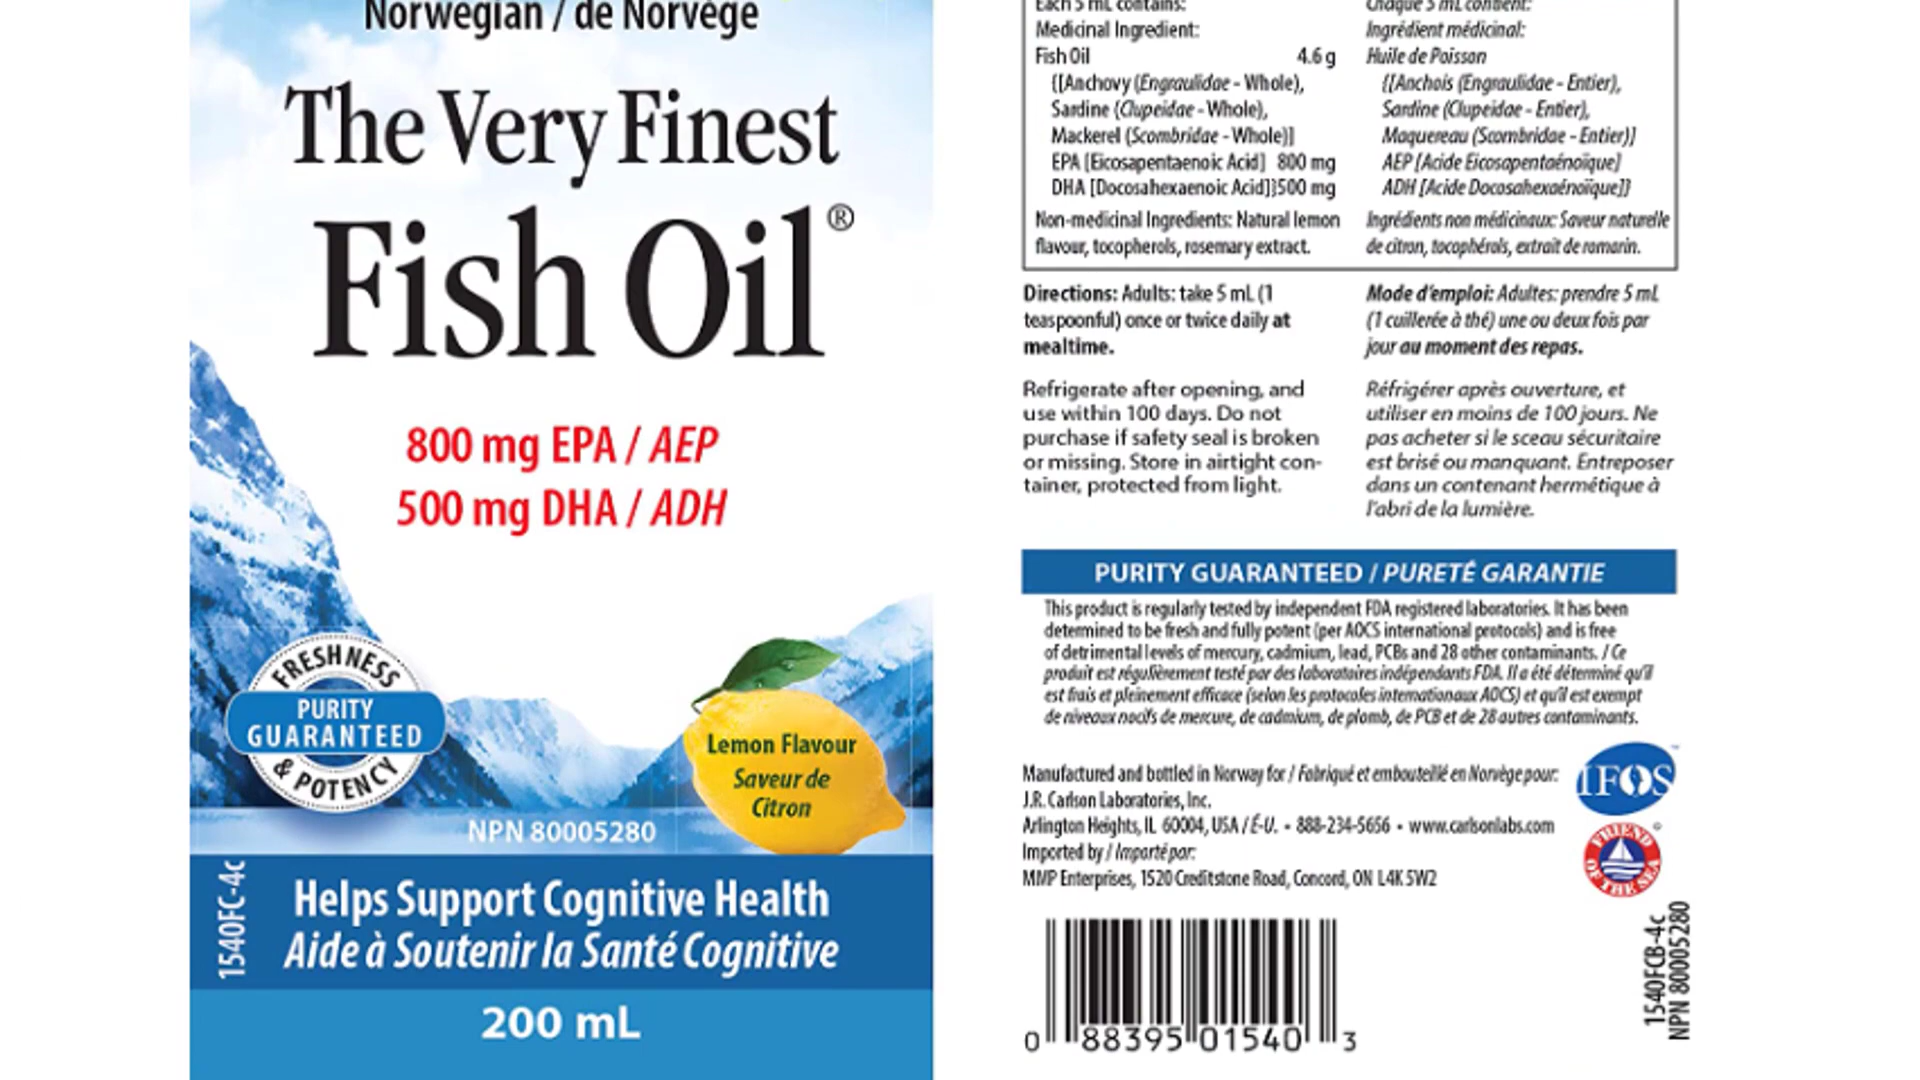 Norwegian / de Norvège
The Very Finest
Fish Oil®
800 mg EPA / AEP
500 mg DHA / ADH
FRESHNESS
PURITY
GUARANTEED
& POTENCY
Lemon Flavour
Saveur de
Citron
NPN 80005280
1540FC-4c
Helps Support Cognitive Health
Aide à Soutenir la Santé Cognitive
200 mL
Each 5 mL contains:
Medicinal Ingredient:
Fish Oil 4.6 g
{[Anchovy (Engraulidae - Whole),
Sardine (Clupeidae - Whole),
Mackerel (Scombridae - Whole)]
EPA [Eicosapentaenoic Acid] 800 mg
DHA [Docosahexaenoic Acid]}500 mg
Non-medicinal Ingredients: Natural lemon
flavour, tocopherols, rosemary extract.
Chaque 5 mL contient:
Ingrédient médicinal:
Huile de Poisson
{[Anchois (Engraulidae - Entier),
Sardine (Clupeidae - Entier),
Maquereau (Scombridae - Entier)]
AEP [Acide Eicosapentaénoïque]
ADH [Acide Docosahexaénoïque]}
Ingrédients non médicinaux: Saveur naturelle
de citron, tocophérols, extrait de romarin.
Directions: Adults: take 5 mL (1
teaspoonful) once or twice daily at
mealtime.
Refrigerate after opening, and
use within 100 days. Do not
purchase if safety seal is broken
or missing. Store in airtight con-
tainer, protected from light.
Mode d'emploi: Adultes: prendre 5 mL
(1 cuillerée à thé) une ou deux fois par
jour au moment des repas.
Réfrigérer après ouverture, et
utiliser en moins de 100 jours. Ne
pas acheter si le sceau sécuritaire
est brisé ou manquant. Entreposer
dans un contenant hermétique à
l'abri de la lumière.
PURITY GUARANTEED / PURETÉ GARANTIE
This product is regularly tested by independent FDA registered laboratories. It has been
determined to be fresh and fully potent (per AOCS international protocols) and is free
of detrimental levels of mercury, cadmium, lead, PCBs and 28 other contaminants. / Ce
produit est régulièrement testé par des laboratoires indépendants FDA. Il a été déterminé qu'il
est frais et pleinement efficace (selon les protocoles internationaux AOCS) et qu'il est exempt
de niveaux nocifs de mercure, de cadmium, de plomb, de PCB et de 28 autres contaminants.
Manufactured and bottled in Norway for / Fabriqué et embouteillé en Norvège pour:
J.R. Carlson Laboratories, Inc.
Arlington Heights, IL 60004, USA / É-U. • 888-234-5656 • www.carlsonlabs.com
Imported by / Importé par:
MMP Enterprises, 1520 Creditstone Road, Concord, ON L4K 5W2
IFOS™
FRIEND
OF THE SEA
©
0 88395 01540 3
1540FCB-4c
NPN 80005280